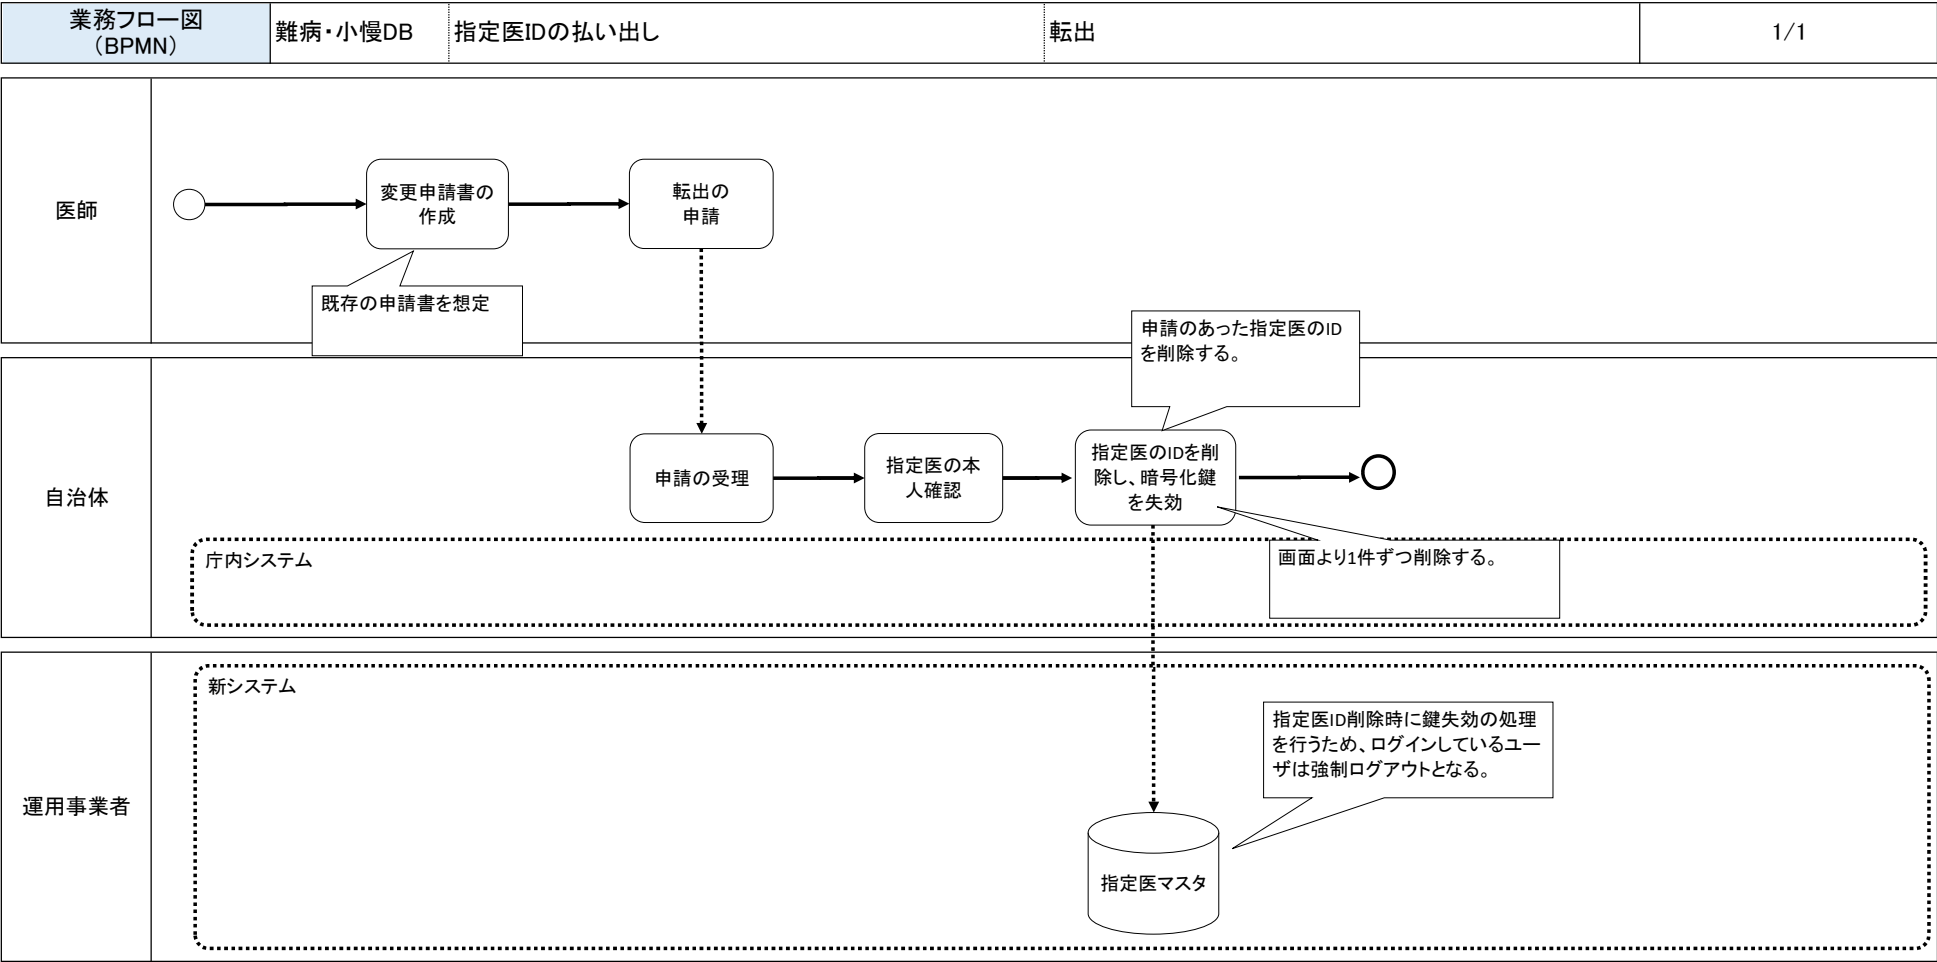 業務フロー図
（BPMN）
難病・小慢DB
指定医IDの払い出し
転出
1/1
医師
変更申請書の
作成
転出の
申請
既存の申請書を想定
申請のあった指定医のID
を削除する。
自治体
申請の受理
指定医の本
人確認
指定医のIDを削
除し、暗号化鍵
を失効
庁内システム
画面より1件ずつ削除する。
運用事業者
新システム
指定医ID削除時に鍵失効の処理
を行うため、ログインしているユー
ザは強制ログアウトとなる。
指定医マスタ